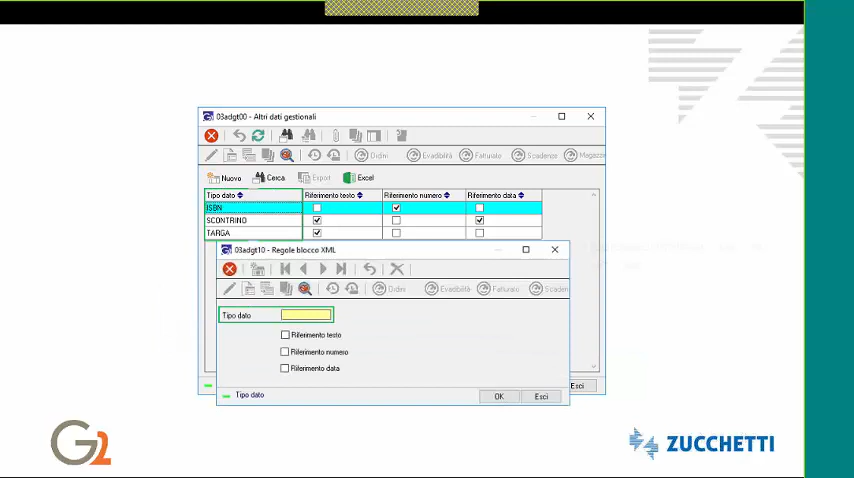 03adgt00 - Altri dati gestionali
Ordini Evadibilità Fatturato Scadenze Magazz
Nuovo Cerca Export Excel
Tipo dato Riferimento testo Riferimento numero Riferimento data
ISBN
SCONTRINO
TARGA
03adgt10 - Regole blocco XML
Ordini Evadibilità Fatturato Scaden
Tipo dato
Riferimento testo
Riferimento numero
Riferimento data
Esci
Tipo dato OK Esci
G2
ZUCCHETTI